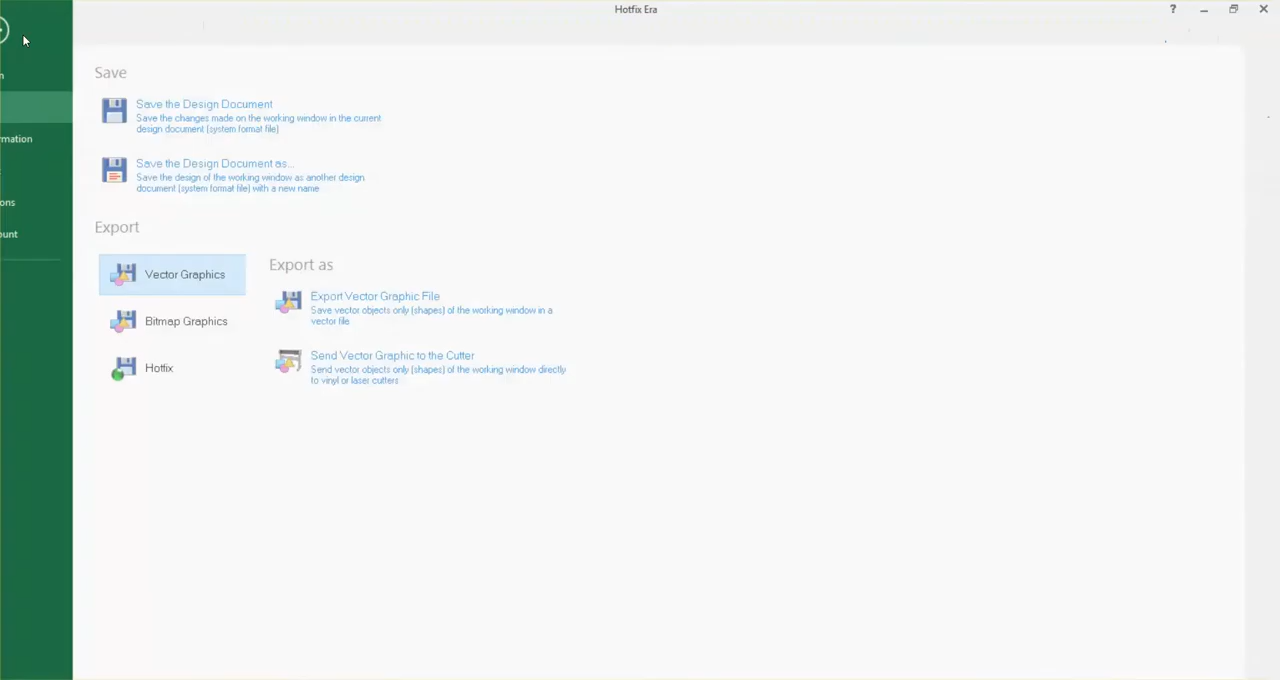 Hotfix Era
?
Save
Save the Design Document
Save the changes made on the working window in the current
design document (system format file)
Save the Design Document as...
Save the design of the working window as another design
document (system format file) with a new name
mation
ons
ount
Export
Vector Graphics
Bitmap Graphics
Hotfix
Export as
Export Vector Graphic File
Save vector objects only (shapes) of the working window in a
vector file
Send Vector Graphic to the Cutter
Send vector objects only (shapes) of the working window directly
to vinyl or laser cutters